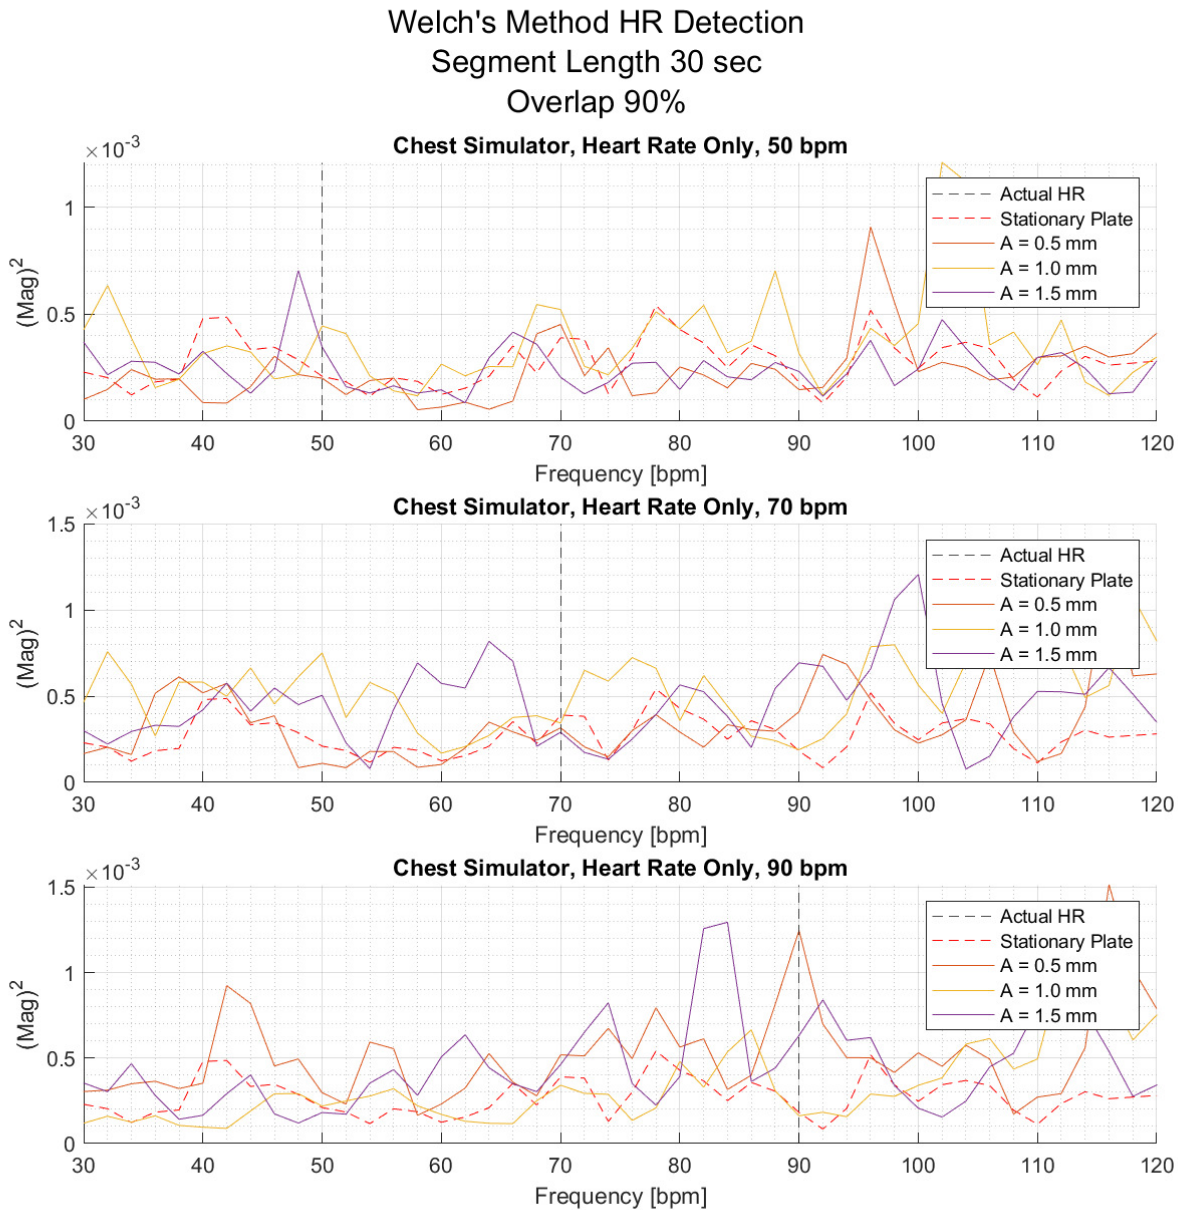 Welch's Method HR Detection
Segment Length 30 sec
Overlap 90%
×10⁻³
Chest Simulator, Heart Rate Only, 50 bpm
1
0.5
0
(Mag)²
Actual HR
Stationary Plate
A = 0.5 mm
A = 1.0 mm
A = 1.5 mm
30 40 50 60 70 80 90 100 110 120
Frequency [bpm]
×10⁻³
Chest Simulator, Heart Rate Only, 70 bpm
1.5
1
0.5
0
(Mag)²
Actual HR
Stationary Plate
A = 0.5 mm
A = 1.0 mm
A = 1.5 mm
30 40 50 60 70 80 90 100 110 120
Frequency [bpm]
×10⁻³
Chest Simulator, Heart Rate Only, 90 bpm
1.5
1
0.5
0
(Mag)²
Actual HR
Stationary Plate
A = 0.5 mm
A = 1.0 mm
A = 1.5 mm
30 40 50 60 70 80 90 100 110 120
Frequency [bpm]